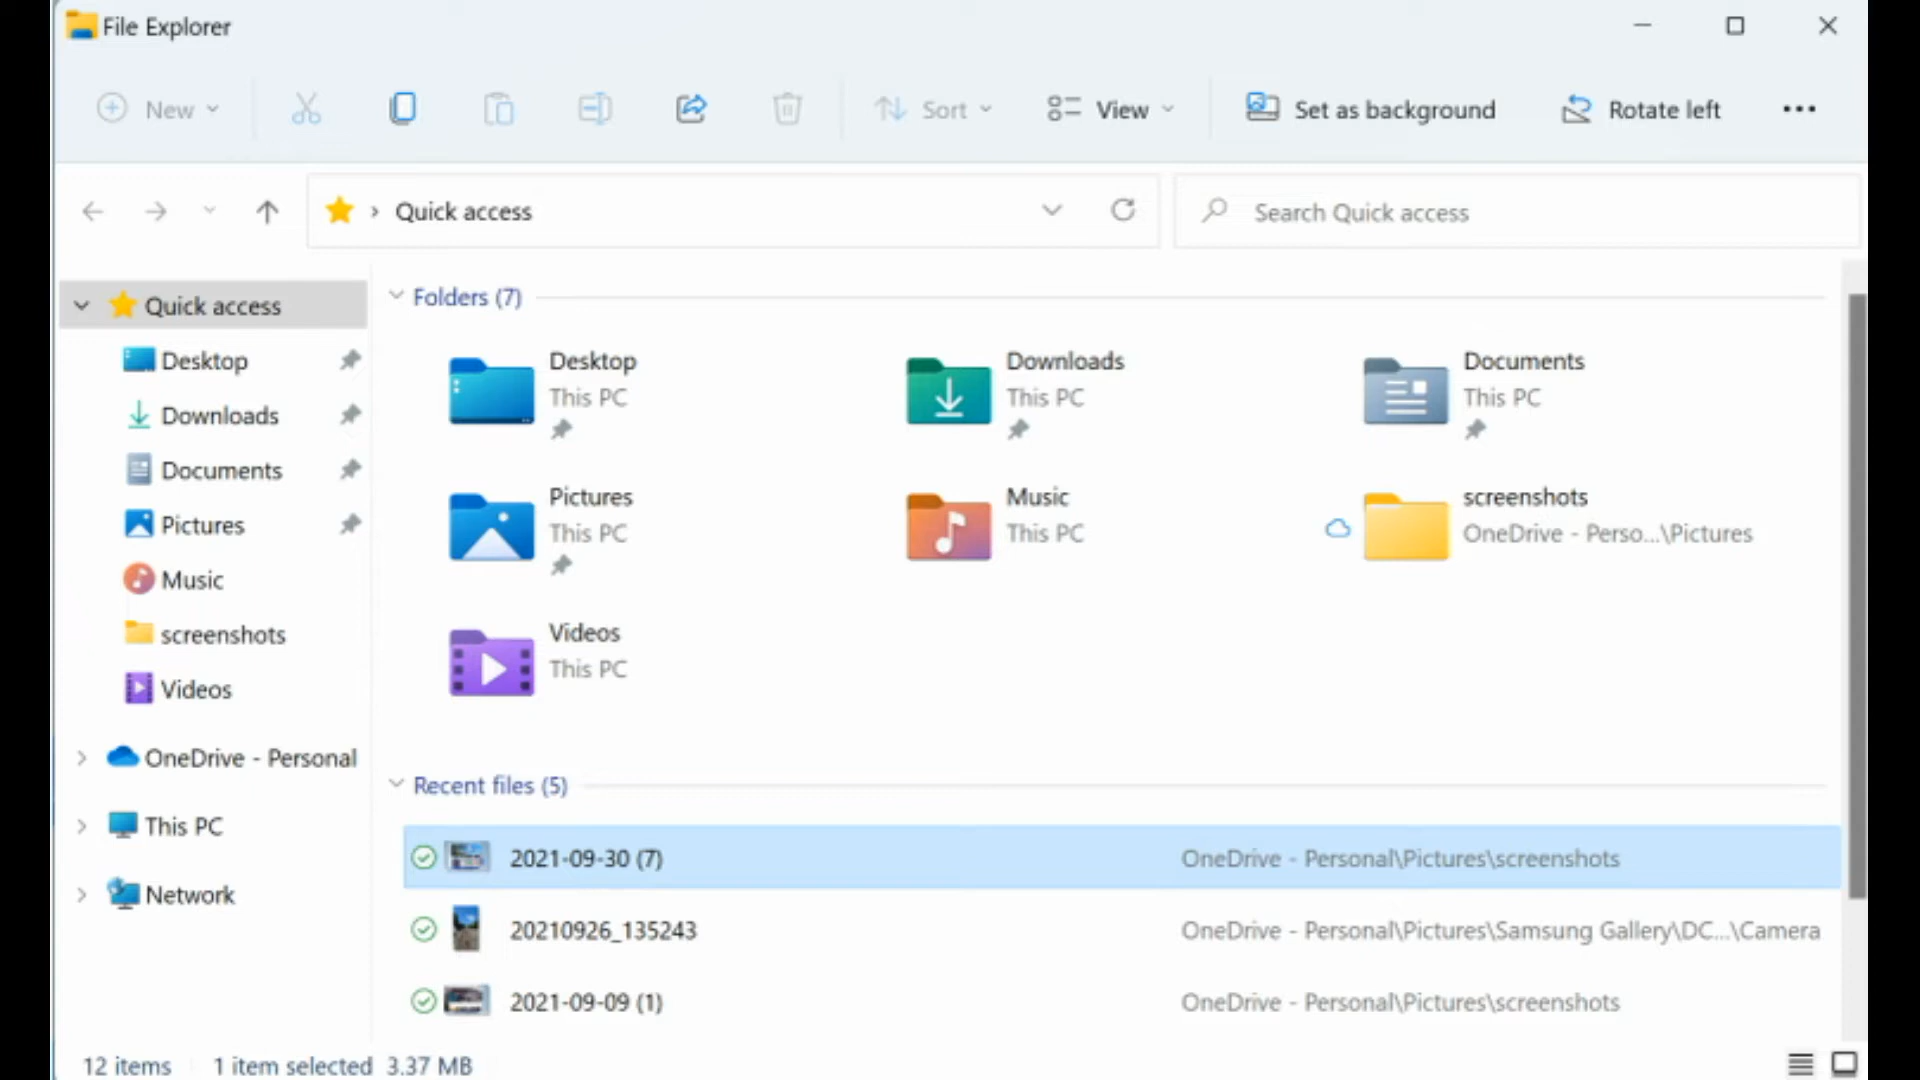 File Explorer
New
Sort
View
Set as background
Rotate left
Quick access
Search Quick access
Quick access
Desktop
Downloads
Documents
Pictures
Music
screenshots
Videos
OneDrive - Personal
This PC
Network
Folders (7)
Desktop
This PC
Downloads
This PC
Documents
This PC
Pictures
This PC
Music
This PC
screenshots
OneDrive - Perso...\Pictures
Videos
This PC
Recent files (5)
2021-09-30 (7) OneDrive - Personal\Pictures\screenshots
20210926_135243 OneDrive - Personal\Pictures\Samsung Gallery\DC...\Camera
2021-09-09 (1) OneDrive - Personal\Pictures\screenshots
12 items 1 item selected 3.37 MB